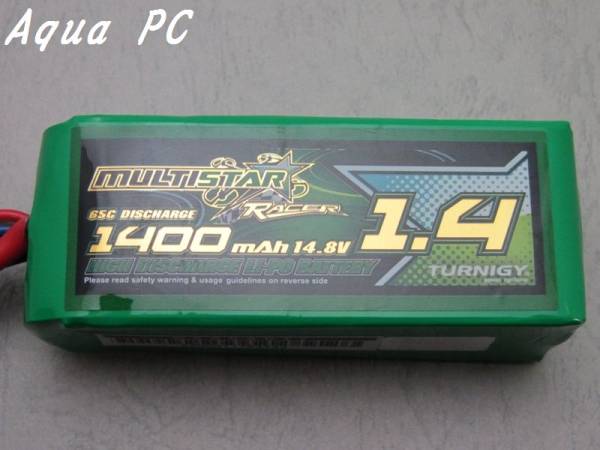 Aqua PC
MULTISTAR
RACER
65C DISCHARGE
1400 mAh 14.8V
1.4
HIGH DISCHARGE LI-PO BATTERY
TURNIGY
Please read safety warning & usage guidelines on reverse side